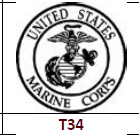 UNITED STATES
MARINE CORPS
T34